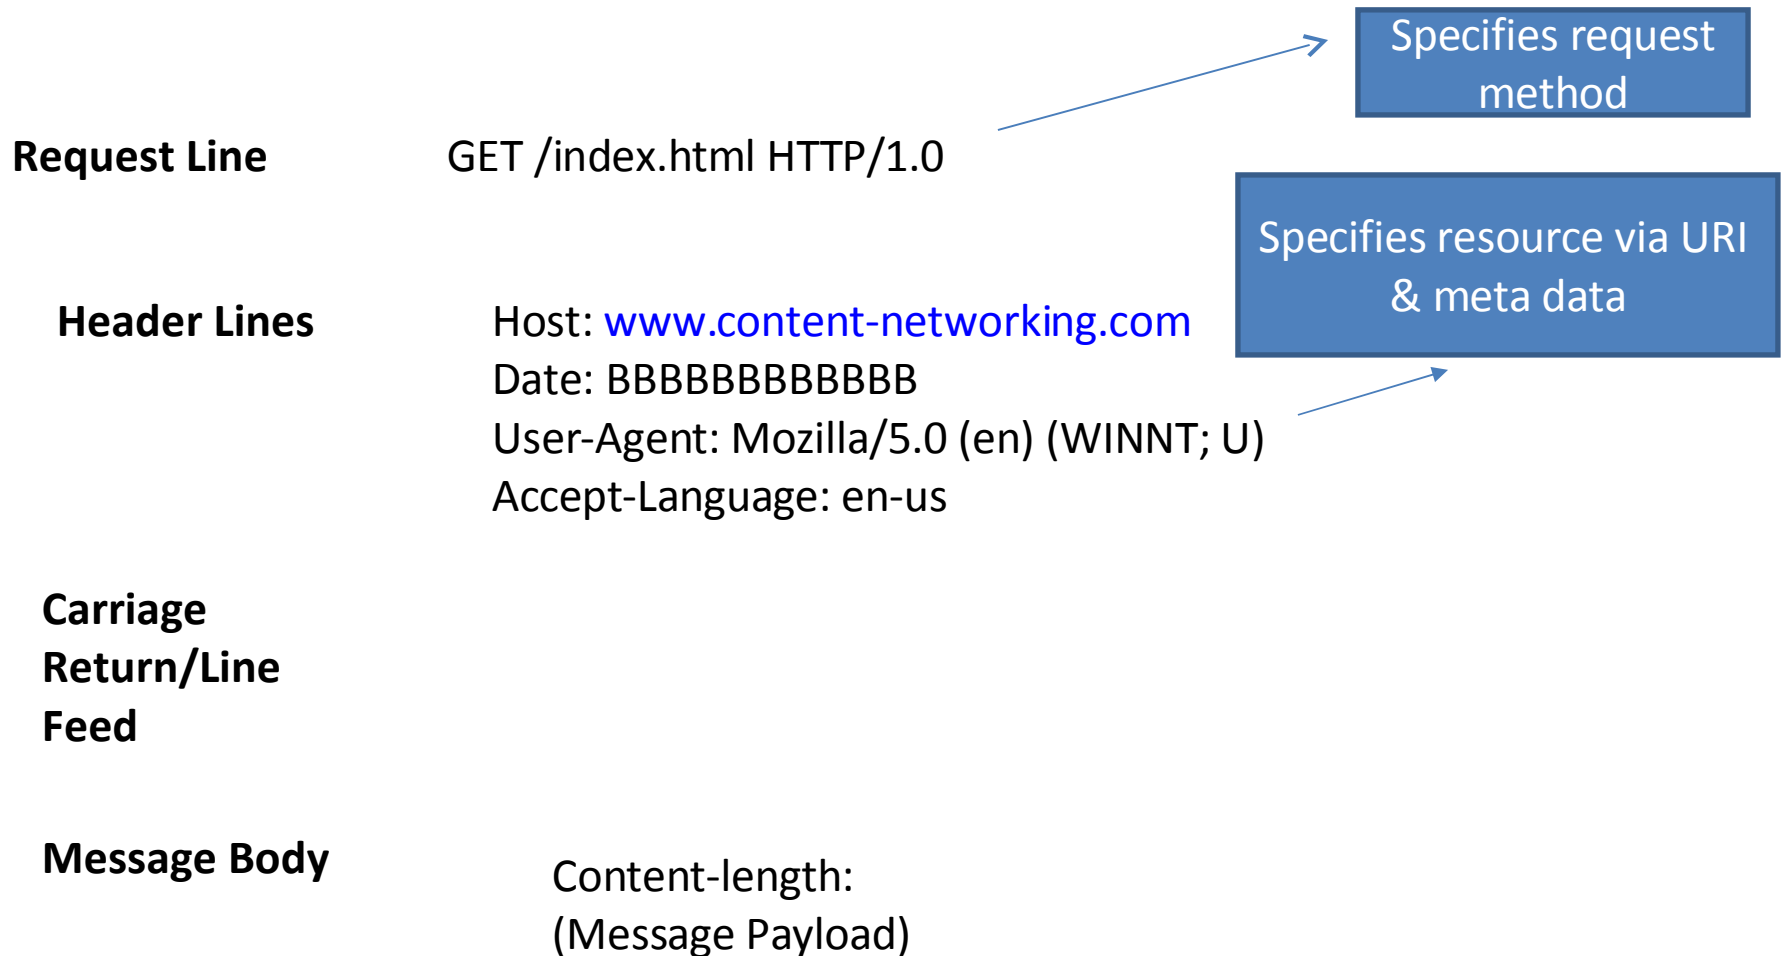 Specifies request
method
Request Line GET /index.html HTTP/1.0
Specifies resource via URI
& meta data
Header Lines Host: www.content-networking.com
Date: BBBBBBBBBBBB
User-Agent: Mozilla/5.0 (en) (WINNT; U)
Accept-Language: en-us
Carriage
Return/Line
Feed
Message Body
Content-length:
(Message Payload)